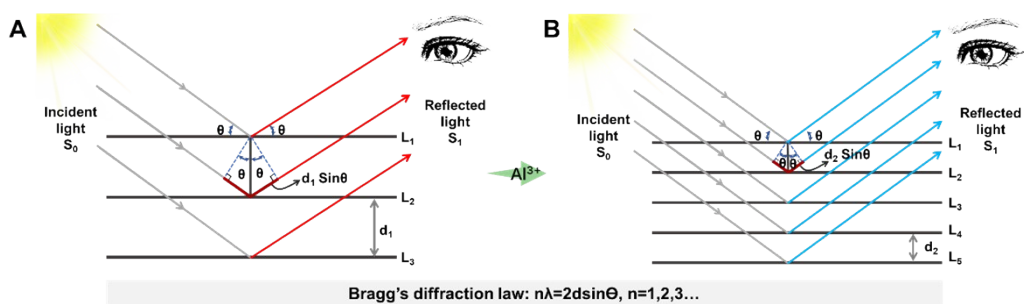 A
Incident
light
S₀
θ
θ
θ
θ
d₁ Sinθ
Reflected
light
S₁
L₁
L₂
d₁
L₃
Al³⁺
B
Incident
light
S₀
θ
θ
θ
θ
d₂ Sinθ
Reflected
light
S₁
L₁
L₂
L₃
L₄
d₂
L₅
Bragg's diffraction law: nλ=2dsinΘ, n=1,2,3...